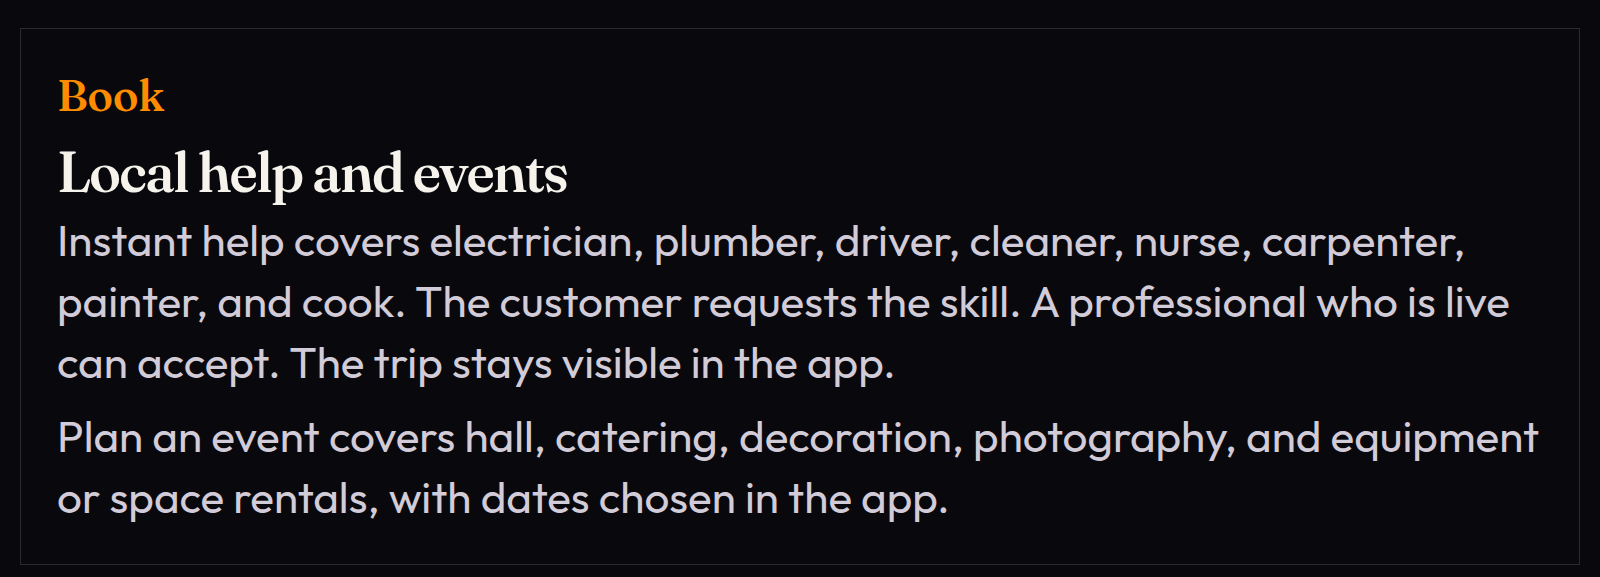 Book
Local help and events
Instant help covers electrician, plumber, driver, cleaner, nurse, carpenter,
painter, and cook. The customer requests the skill. A professional who is live
can accept. The trip stays visible in the app.
Plan an event covers hall, catering, decoration, photography, and equipment
or space rentals, with dates chosen in the app.